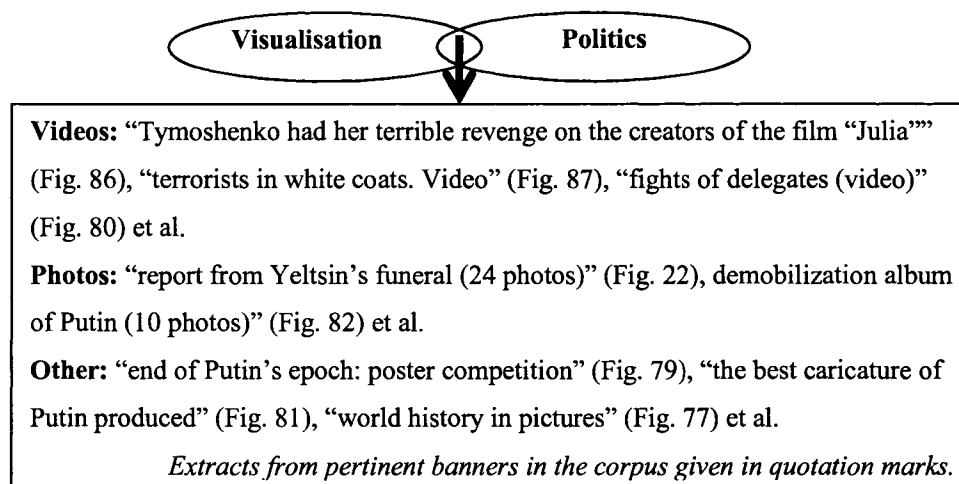 Visualisation Politics
Videos: “Tymoshenko had her terrible revenge on the creators of the film “Julia””
(Fig. 86), “terrorists in white coats. Video” (Fig. 87), “fights of delegates (video)”
(Fig. 80) et al.
Photos: “report from Yeltsin’s funeral (24 photos)” (Fig. 22), demobilization album
of Putin (10 photos)” (Fig. 82) et al.
Other: “end of Putin’s epoch: poster competition” (Fig. 79), “the best caricature of
Putin produced” (Fig. 81), “world history in pictures” (Fig. 77) et al.
Extracts from pertinent banners in the corpus given in quotation marks.